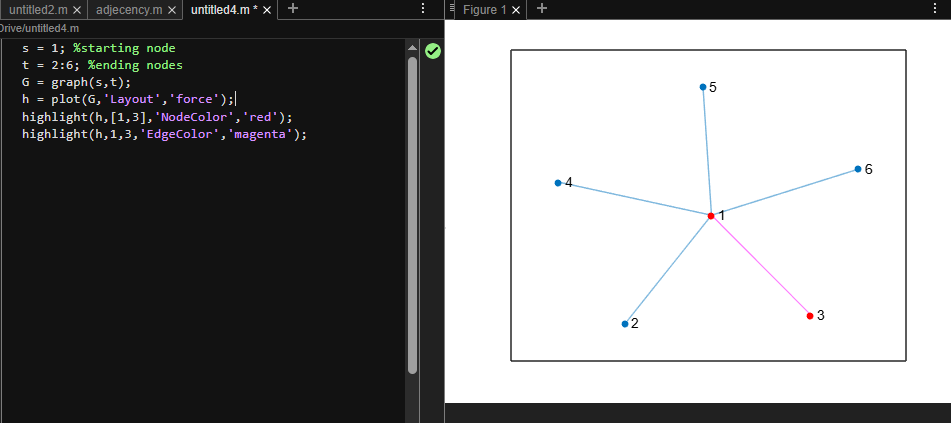 untitled2.m × adjecency.m × untitled4.m * × +
Drive/untitled4.m
s = 1; %starting node
t = 2:6; %ending nodes
G = graph(s,t);
h = plot(G,'Layout','force');
highlight(h,[1,3],'NodeColor','red');
highlight(h,1,3,'EdgeColor','magenta');
Figure 1 × +
5
6
4
1
3
2